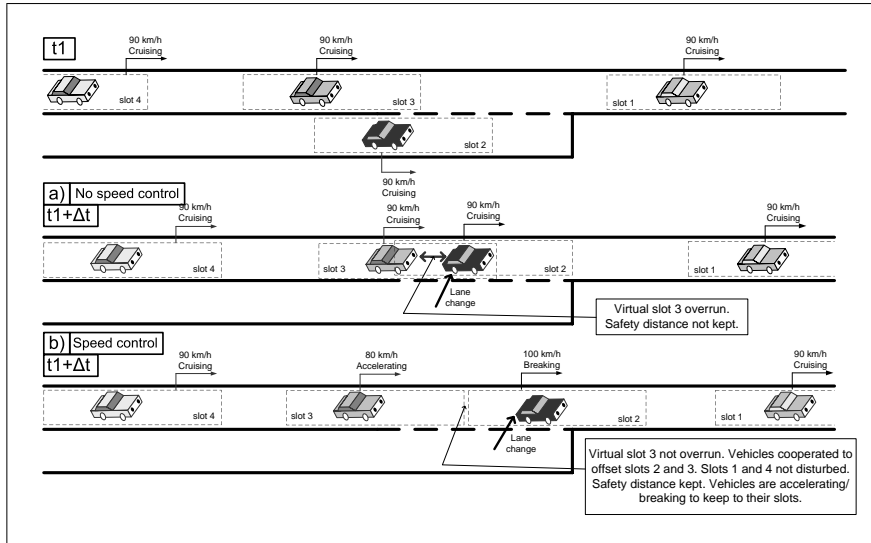 t1
90 km/h
Cruising
90 km/h
Cruising
90 km/h
Cruising
slot 4
slot 3
slot 1
slot 2
90 km/h
Cruising
a) No speed control
t1+Δt
90 km/h
Cruising
90 km/h
Cruising
90 km/h
Cruising
90 km/h
Cruising
slot 4
slot 3
slot 2
slot 1
Lane
change
Virtual slot 3 overrun.
Safety distance not kept.
b) Speed control
t1+Δt
90 km/h
Cruising
80 km/h
Accelerating
100 km/h
Breaking
90 km/h
Cruising
slot 4
slot 3
slot 2
slot 1
Lane
change
Virtual slot 3 not overrun. Vehicles cooperated to
offset slots 2 and 3. Slots 1 and 4 not disturbed.
Safety distance kept. Vehicles are accelerating/
breaking to keep to their slots.